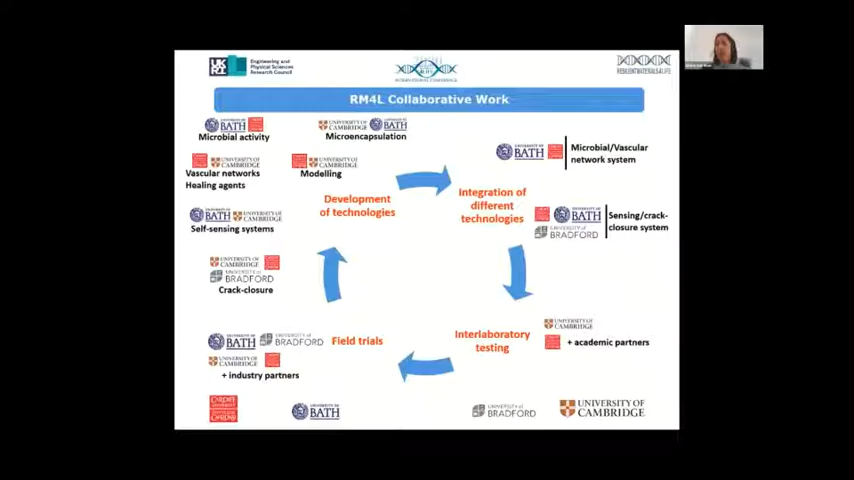 UKRI
Engineering and
Physical Sciences
Research Council
RESILIENTMATERIALS4LIFE
RM4L Collaborative Work
UNIVERSITY OF
BATH
Microbial activity
UNIVERSITY OF
CAMBRIDGE
UNIVERSITY OF
BATH
Microencapsulation
UNIVERSITY OF
BATH
Microbial/Vascular
network system
UNIVERSITY OF
CAMBRIDGE
Vascular networks
Healing agents
UNIVERSITY OF
CAMBRIDGE
Modelling
Development
of technologies
Integration of
different
technologies
UNIVERSITY OF
BATH
UNIVERSITY OF
CAMBRIDGE
Self-sensing systems
UNIVERSITY OF
BATH
UNIVERSITY OF
BRADFORD
Sensing/crack-
closure system
UNIVERSITY OF
CAMBRIDGE
UNIVERSITY OF
BRADFORD
Crack-closure
UNIVERSITY OF
BATH
UNIVERSITY OF
BRADFORD
UNIVERSITY OF
CAMBRIDGE
+ industry partners
Field trials
Interlaboratory
testing
UNIVERSITY OF
CAMBRIDGE
+ academic partners
CARDIFF
UNIVERSITY
PRIFYSGOL
CAERDYDD
UNIVERSITY OF
BATH
UNIVERSITY OF
BRADFORD
UNIVERSITY OF
CAMBRIDGE